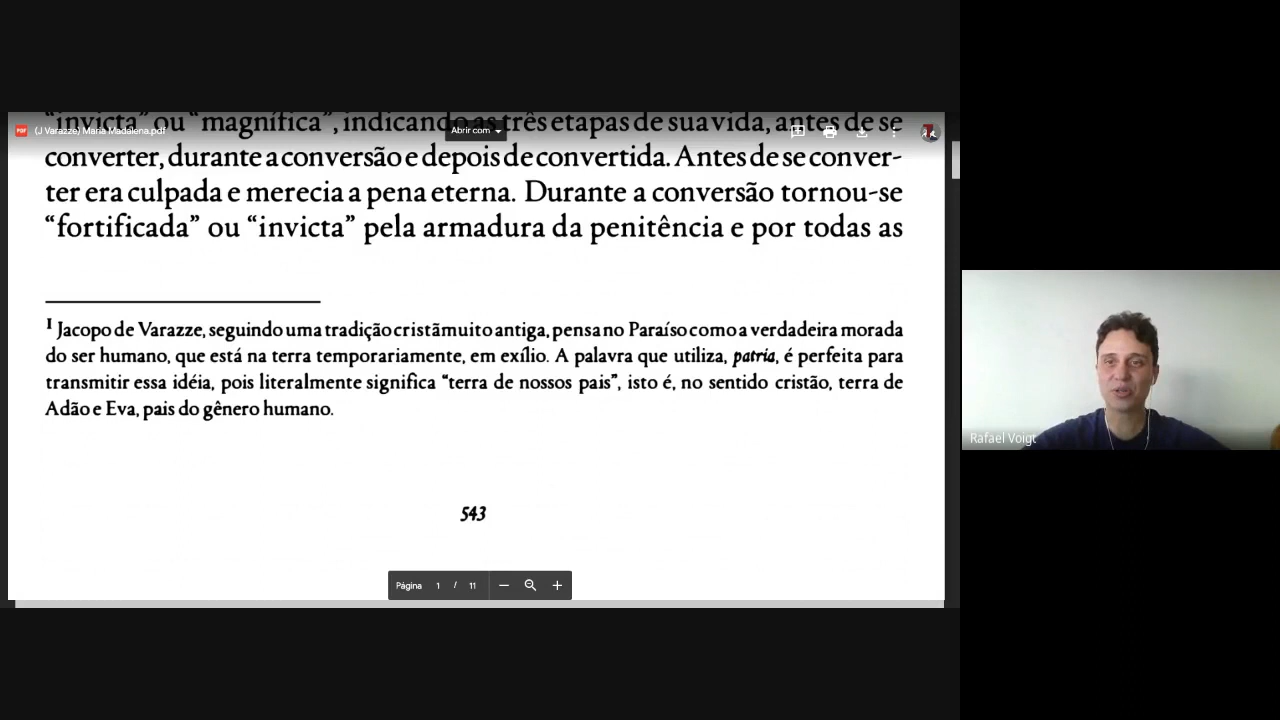 "invicta" ou "magnífica", indicando as três etapas de sua vida, antes de se
(J Varazze) Maria Madalena.pdf
Abrir com
converter, durante a conversão e depois de convertida. Antes de se conver-
ter era culpada e merecia a pena eterna. Durante a conversão tornou-se
"fortificada" ou "invicta" pela armadura da penitência e por todas as
1 Jacopo de Varazze, seguindo uma tradição cristã muito antiga, pensa no Paraíso como a verdadeira morada
do ser humano, que está na terra temporariamente, em exílio. A palavra que utiliza, patria, é perfeita para
transmitir essa idéia, pois literalmente significa "terra de nossos pais", isto é, no sentido cristão, terra de
Adão e Eva, pais do gênero humano.
543
Página 1 / 11
Rafael Voigt